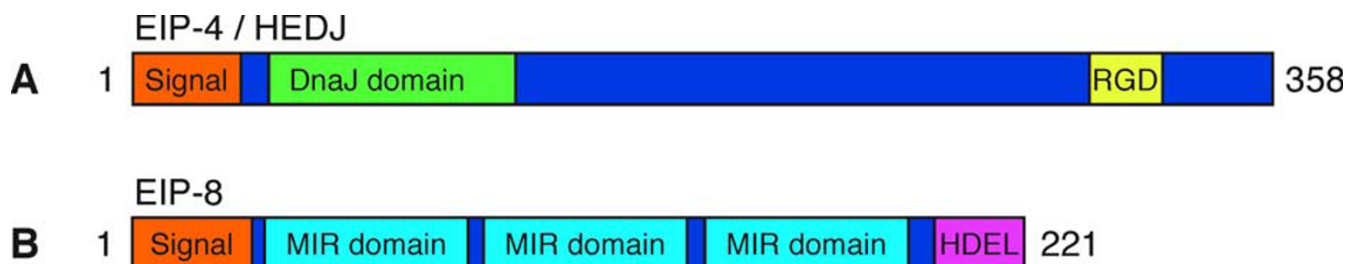 EIP-4 / HEDJ
A 1 Signal DnaJ domain RGD 358
EIP-8
B 1 Signal MIR domain MIR domain MIR domain HDEL 221